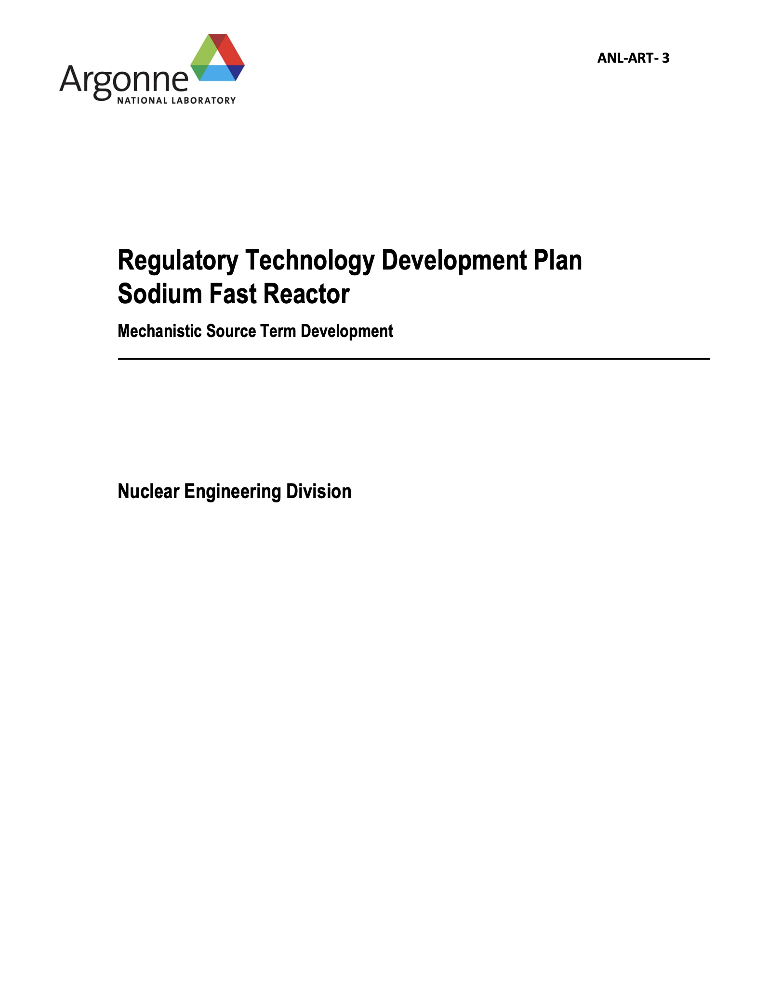 Argonne
NATIONAL LABORATORY
ANL-ART- 3
Regulatory Technology Development Plan
Sodium Fast Reactor
Mechanistic Source Term Development
Nuclear Engineering Division